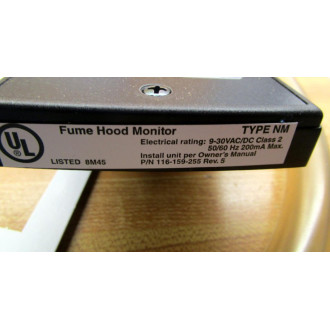 UL
Fume Hood Monitor TYPE NM
Electrical rating: 9-30VAC/DC Class 2
50/60 Hz 200mA Max.
Install unit per Owner's Manual
LISTED 8M45 P/N 116-159-255 Rev. 5